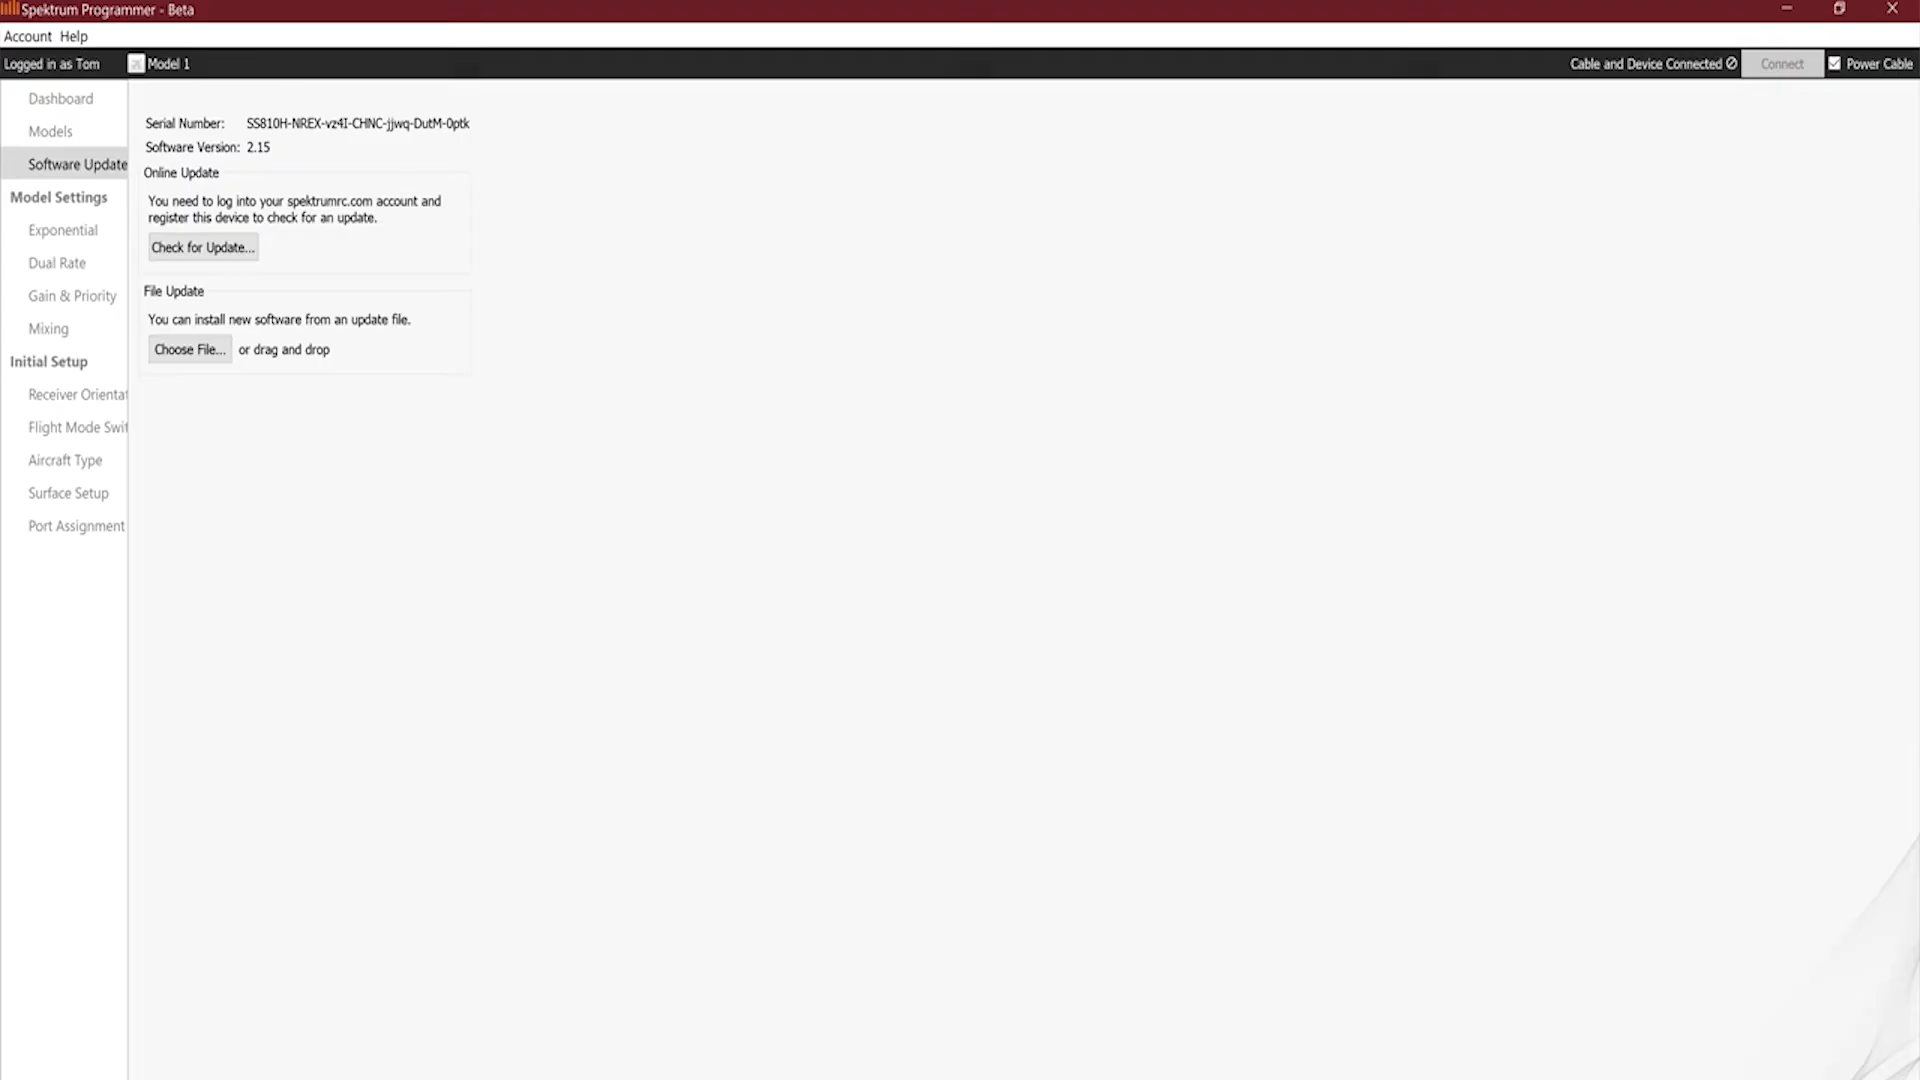 Spektrum Programmer - Beta
Account Help
Logged in as Tom
Model 1
Cable and Device Connected
Connect
Power Cable
Dashboard
Models
Software Update
Model Settings
Exponential
Dual Rate
Gain & Priority
Mixing
Initial Setup
Receiver Orientat
Flight Mode Swit
Aircraft Type
Surface Setup
Port Assignment
Serial Number: SS810H-NREX-vz4I-CHNC-jjwq-DutM-0ptk
Software Version: 2.15
Online Update
You need to log into your spektrumrc.com account and
register this device to check for an update.
Check for Update...
File Update
You can install new software from an update file.
Choose File... or drag and drop